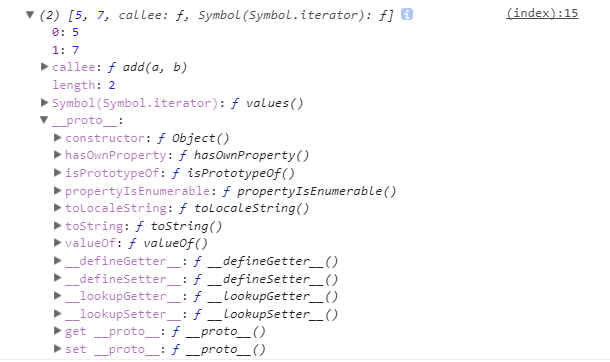 ▼ (2) [5, 7, callee: ƒ, Symbol(Symbol.iterator): ƒ] i (index):15
0: 5
1: 7
▶ callee: ƒ add(a, b)
length: 2
▶ Symbol(Symbol.iterator): ƒ values()
▼ __proto__:
▶ constructor: ƒ Object()
▶ hasOwnProperty: ƒ hasOwnProperty()
▶ isPrototypeOf: ƒ isPrototypeOf()
▶ propertyIsEnumerable: ƒ propertyIsEnumerable()
▶ toLocaleString: ƒ toLocaleString()
▶ toString: ƒ toString()
▶ valueOf: ƒ valueOf()
▶ __defineGetter__: ƒ __defineGetter__()
▶ __defineSetter__: ƒ __defineSetter__()
▶ __lookupGetter__: ƒ __lookupGetter__()
▶ __lookupSetter__: ƒ __lookupSetter__()
▶ get __proto__: ƒ __proto__()
▶ set __proto__: ƒ __proto__()